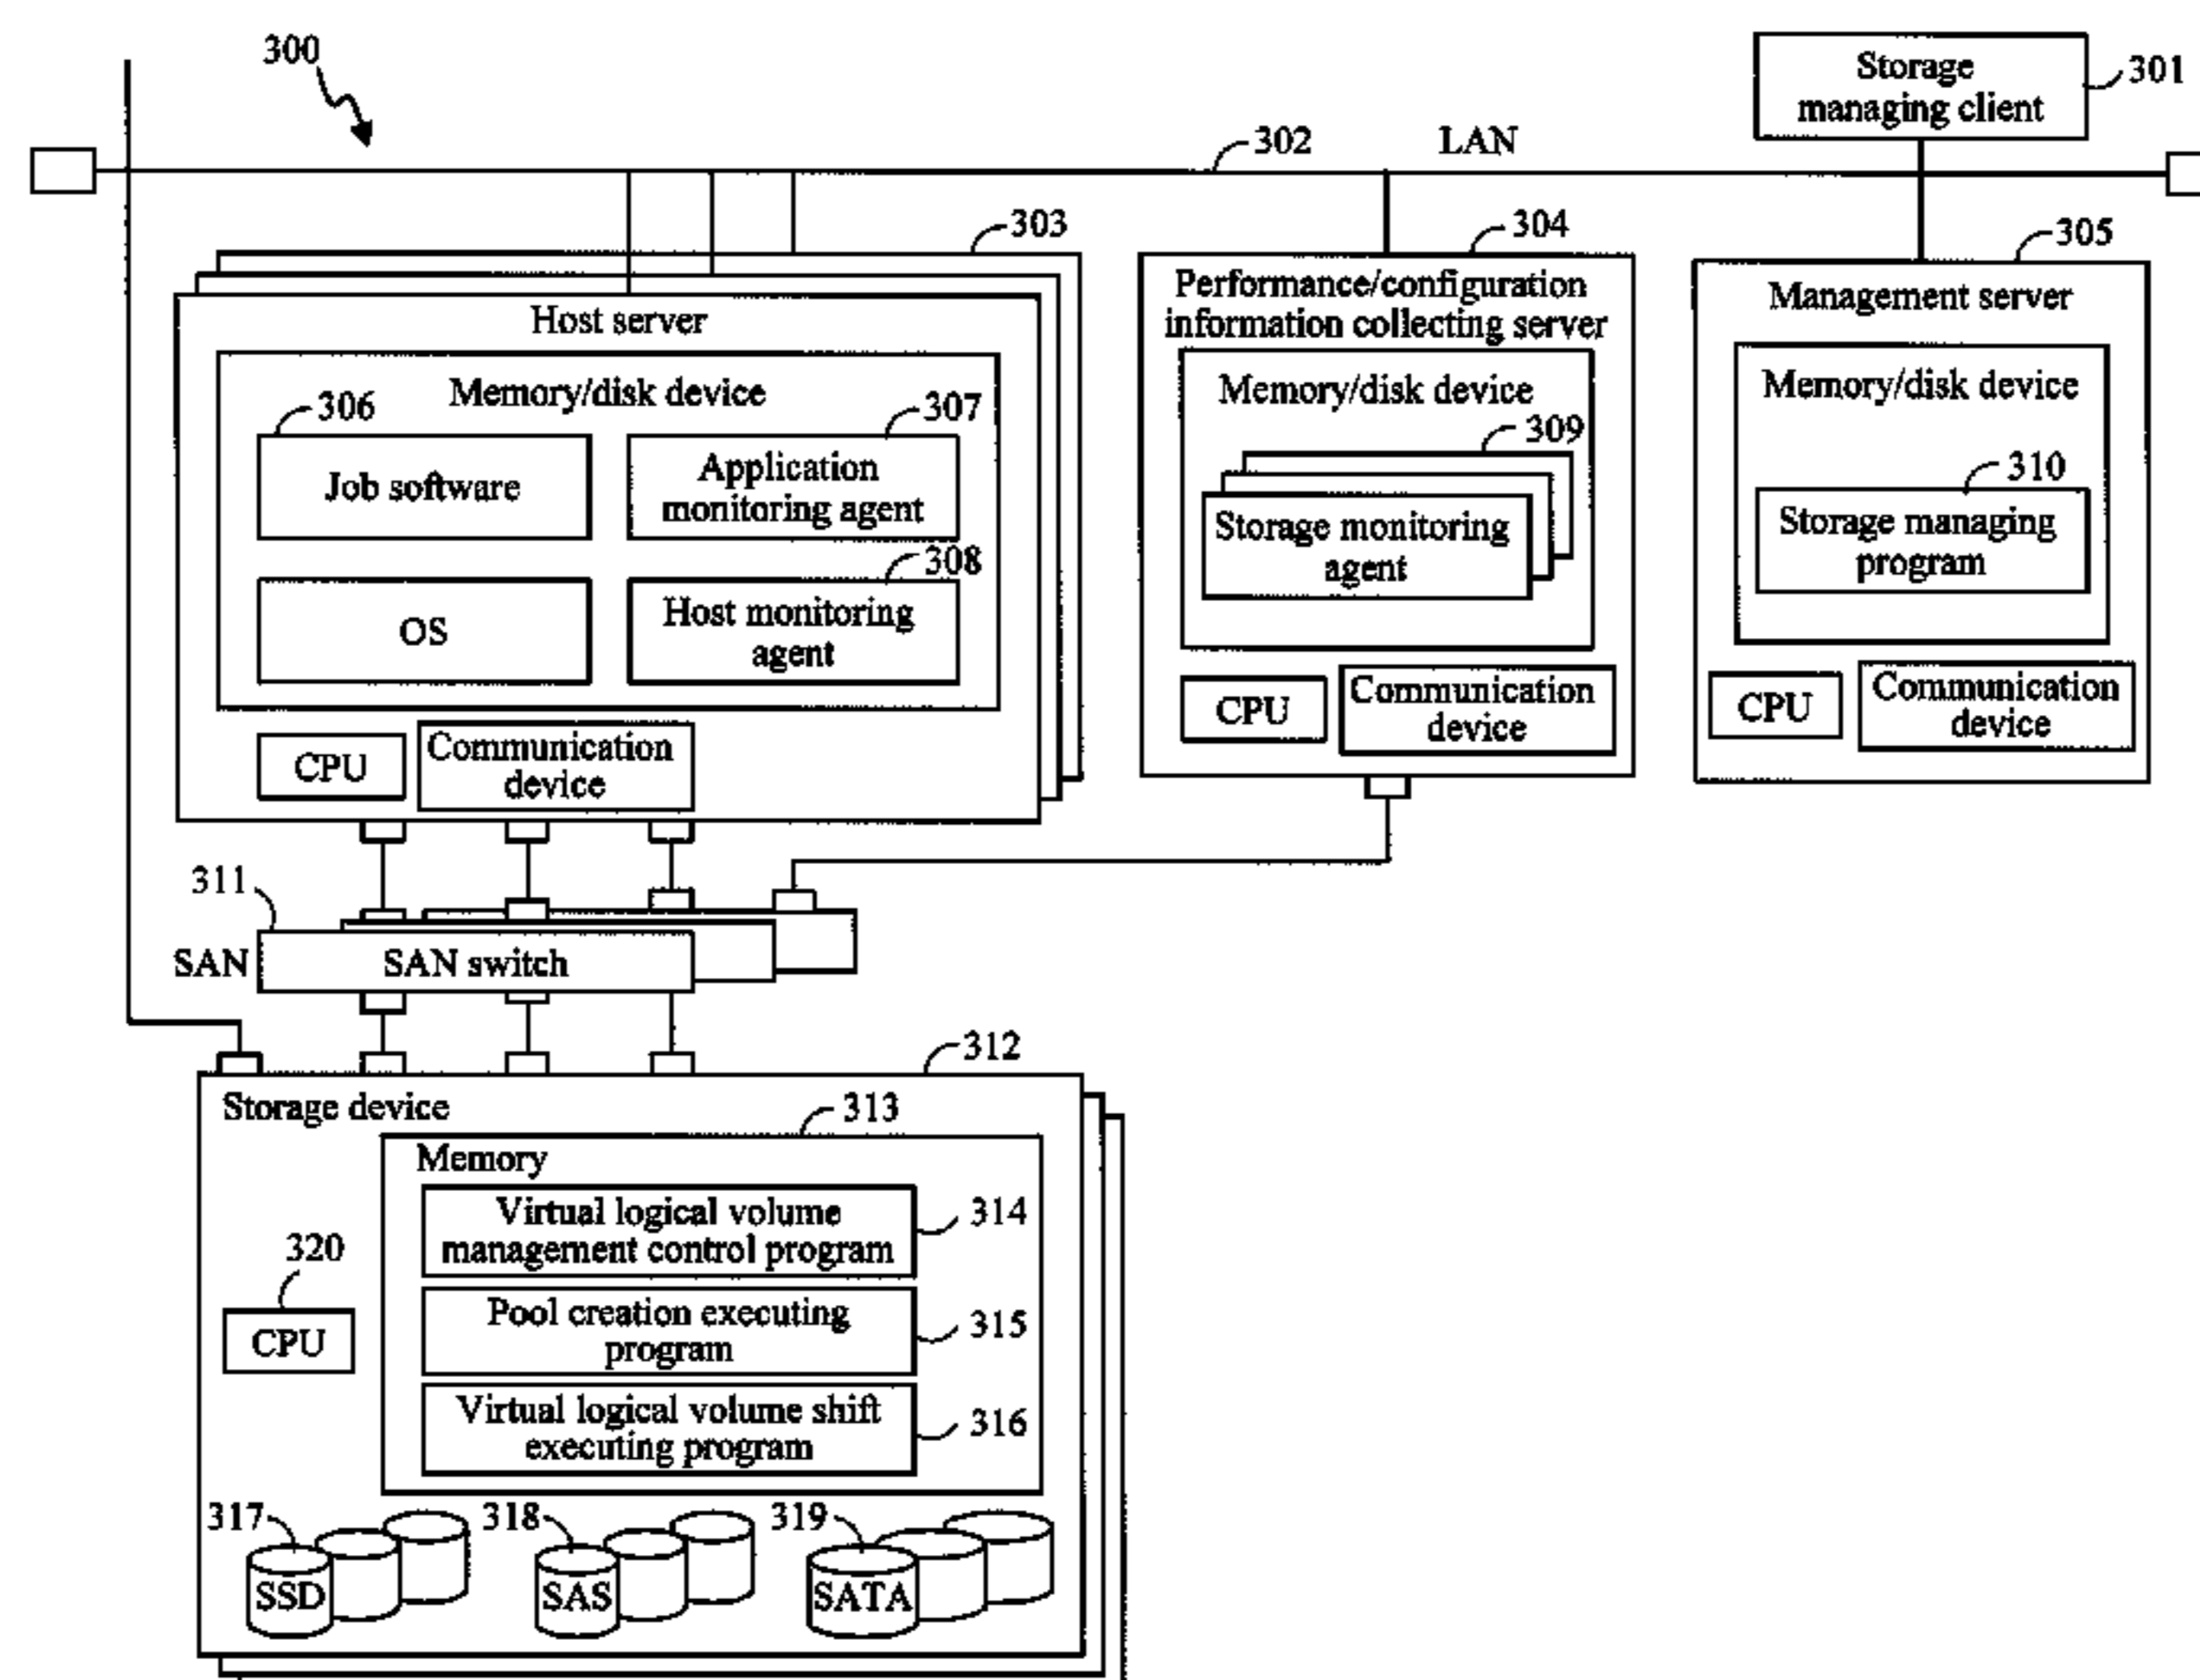 300
Storage
managing client
301
302
LAN
303
304
305
Host server
Performance/configuration
information collecting server
Management server
Memory/disk device
Memory/disk device
Memory/disk device
306
307
309
310
Job software
Application
monitoring agent
Storage monitoring
agent
Storage managing
program
308
OS
Host monitoring
agent
CPU
Communication
device
CPU
Communication
device
CPU
Communication
device
311
SAN
SAN switch
312
Storage device
313
Memory
Virtual logical volume
management control program
314
320
CPU
Pool creation executing
program
315
Virtual logical volume shift
executing program
316
317
318
319
SSD
SAS
SATA